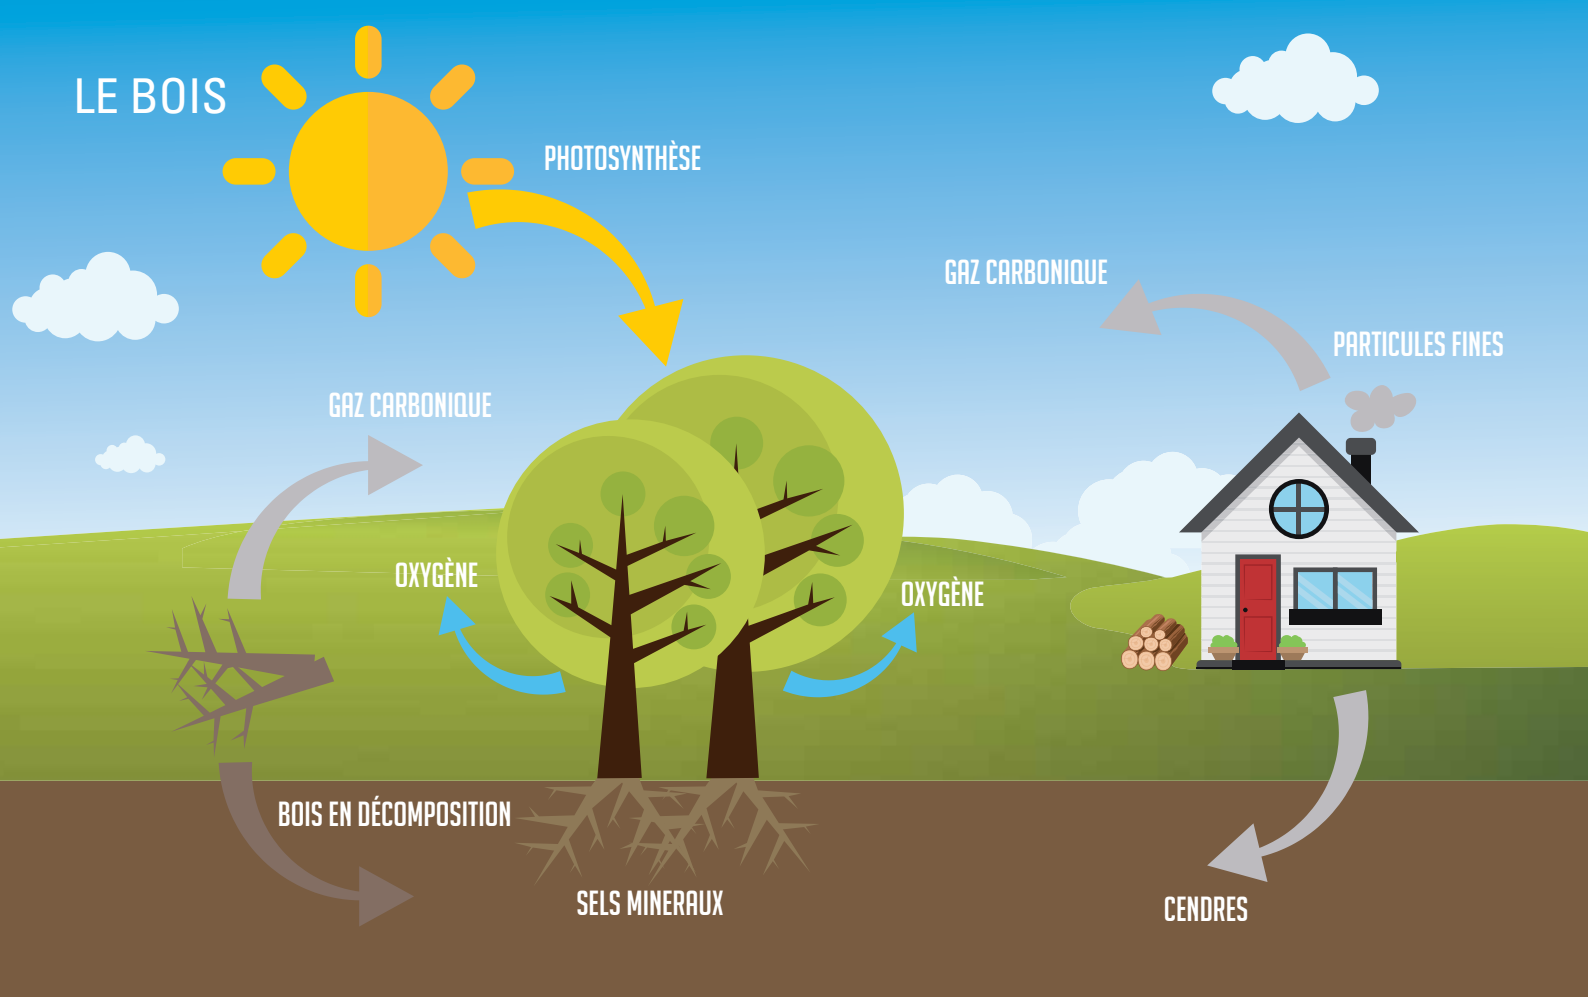 LE BOIS
PHOTOSYNTHÈSE
GAZ CARBONIQUE
PARTICULES FINES
GAZ CARBONIQUE
OXYGÈNE
OXYGÈNE
BOIS EN DÉCOMPOSITION
SELS MINERAUX
CENDRES